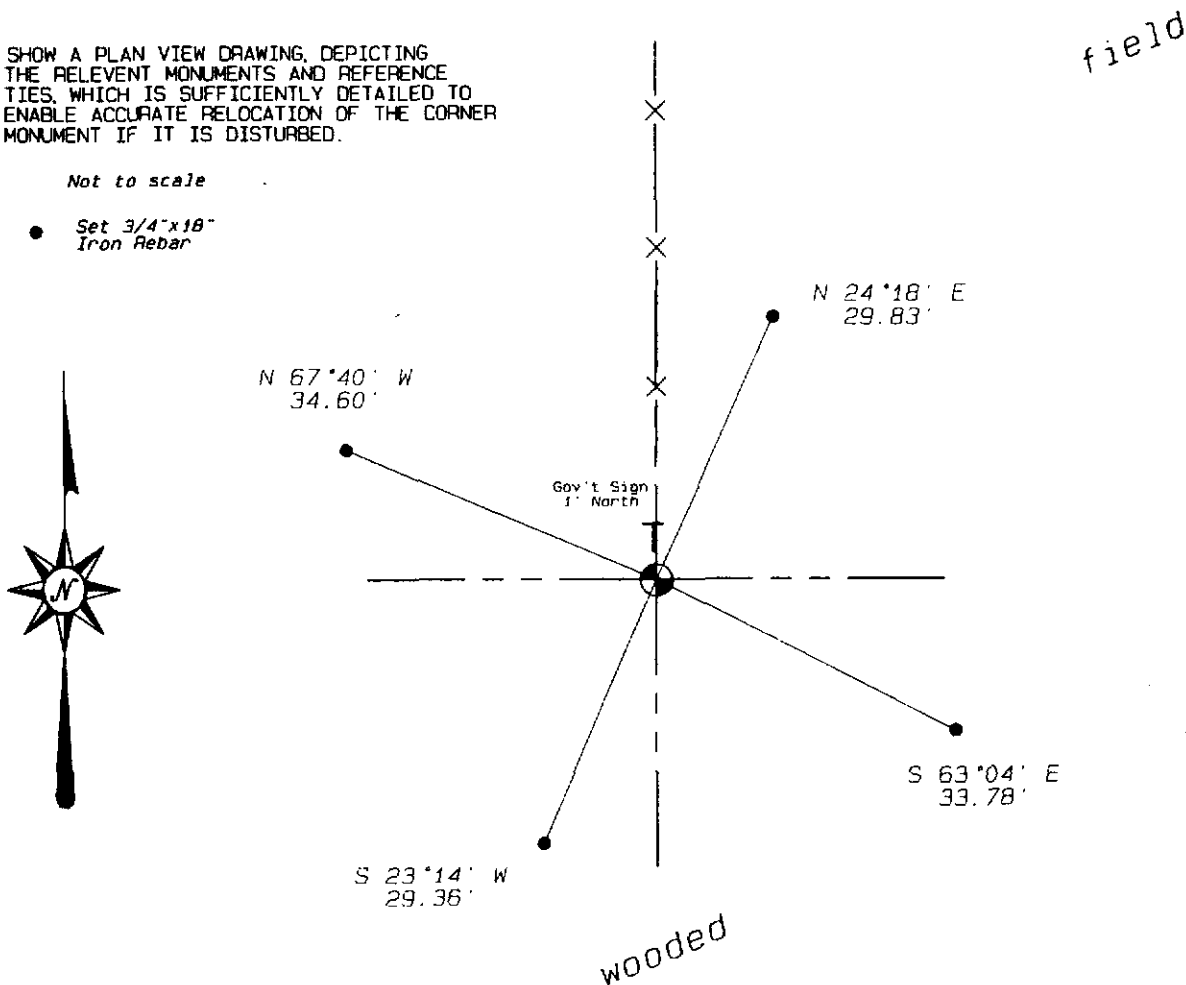 SHOW A PLAN VIEW DRAWING, DEPICTING
THE RELEVENT MONUMENTS AND REFERENCE
TIES, WHICH IS SUFFICIENTLY DETAILED TO
ENABLE ACCURATE RELOCATION OF THE CORNER
MONUMENT IF IT IS DISTURBED.
field
Not to scale
Set 3/4"x18"
Iron Rebar
N 24°18' E
29.83'
N 67°40' W
34.60'
Gov't Sign
1' North
N
S 63°04' E
33.78'
S 23°14' W
29.36'
wooded